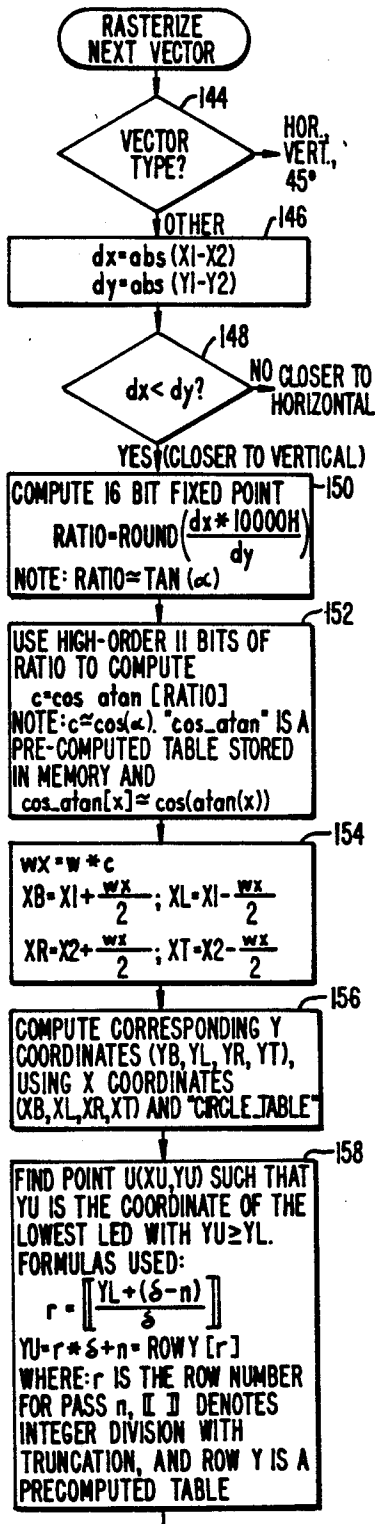 RASTERIZE
NEXT VECTOR
144
VECTOR
TYPE?
HOR.,
VERT.,
45°
OTHER
146
dx=abs (X1-X2)
dy=abs (Y1-Y2)
148
dx < dy?
NO CLOSER TO
HORIZONTAL
YES (CLOSER TO VERTICAL)
150
COMPUTE 16 BIT FIXED POINT
RATIO=ROUND(dx*10000H/dy)
NOTE: RATIO≃TAN (α)
152
USE HIGH-ORDER 11 BITS OF
RATIO TO COMPUTE
c=cos atan [RATIO]
NOTE:c≃cos(α). "cos_atan" IS A
PRE-COMPUTED TABLE STORED
IN MEMORY AND
cos_atan[x]≃cos(atan(x))
154
wx=w*c
XB=X1+wx/2; XL=X1-wx/2
XR=X2+wx/2; XT=X2-wx/2
156
COMPUTE CORRESPONDING Y
COORDINATES (YB,YL,YR,YT),
USING X COORDINATES
(XB,XL,XR,XT) AND "CIRCLE_TABLE"
158
FIND POINT U(XU,YU) SUCH THAT
YU IS THE COORDINATE OF THE
LOWEST LED WITH YU≥YL.
FORMULAS USED:
r=⟦YL+(δ-n)/δ⟧
YU=r*δ+n=ROWY [r]
WHERE:r IS THE ROW NUMBER
FOR PASS n, ⟦ ⟧ DENOTES
INTEGER DIVISION WITH
TRUNCATION, AND ROW Y IS A
PRECOMPUTED TABLE